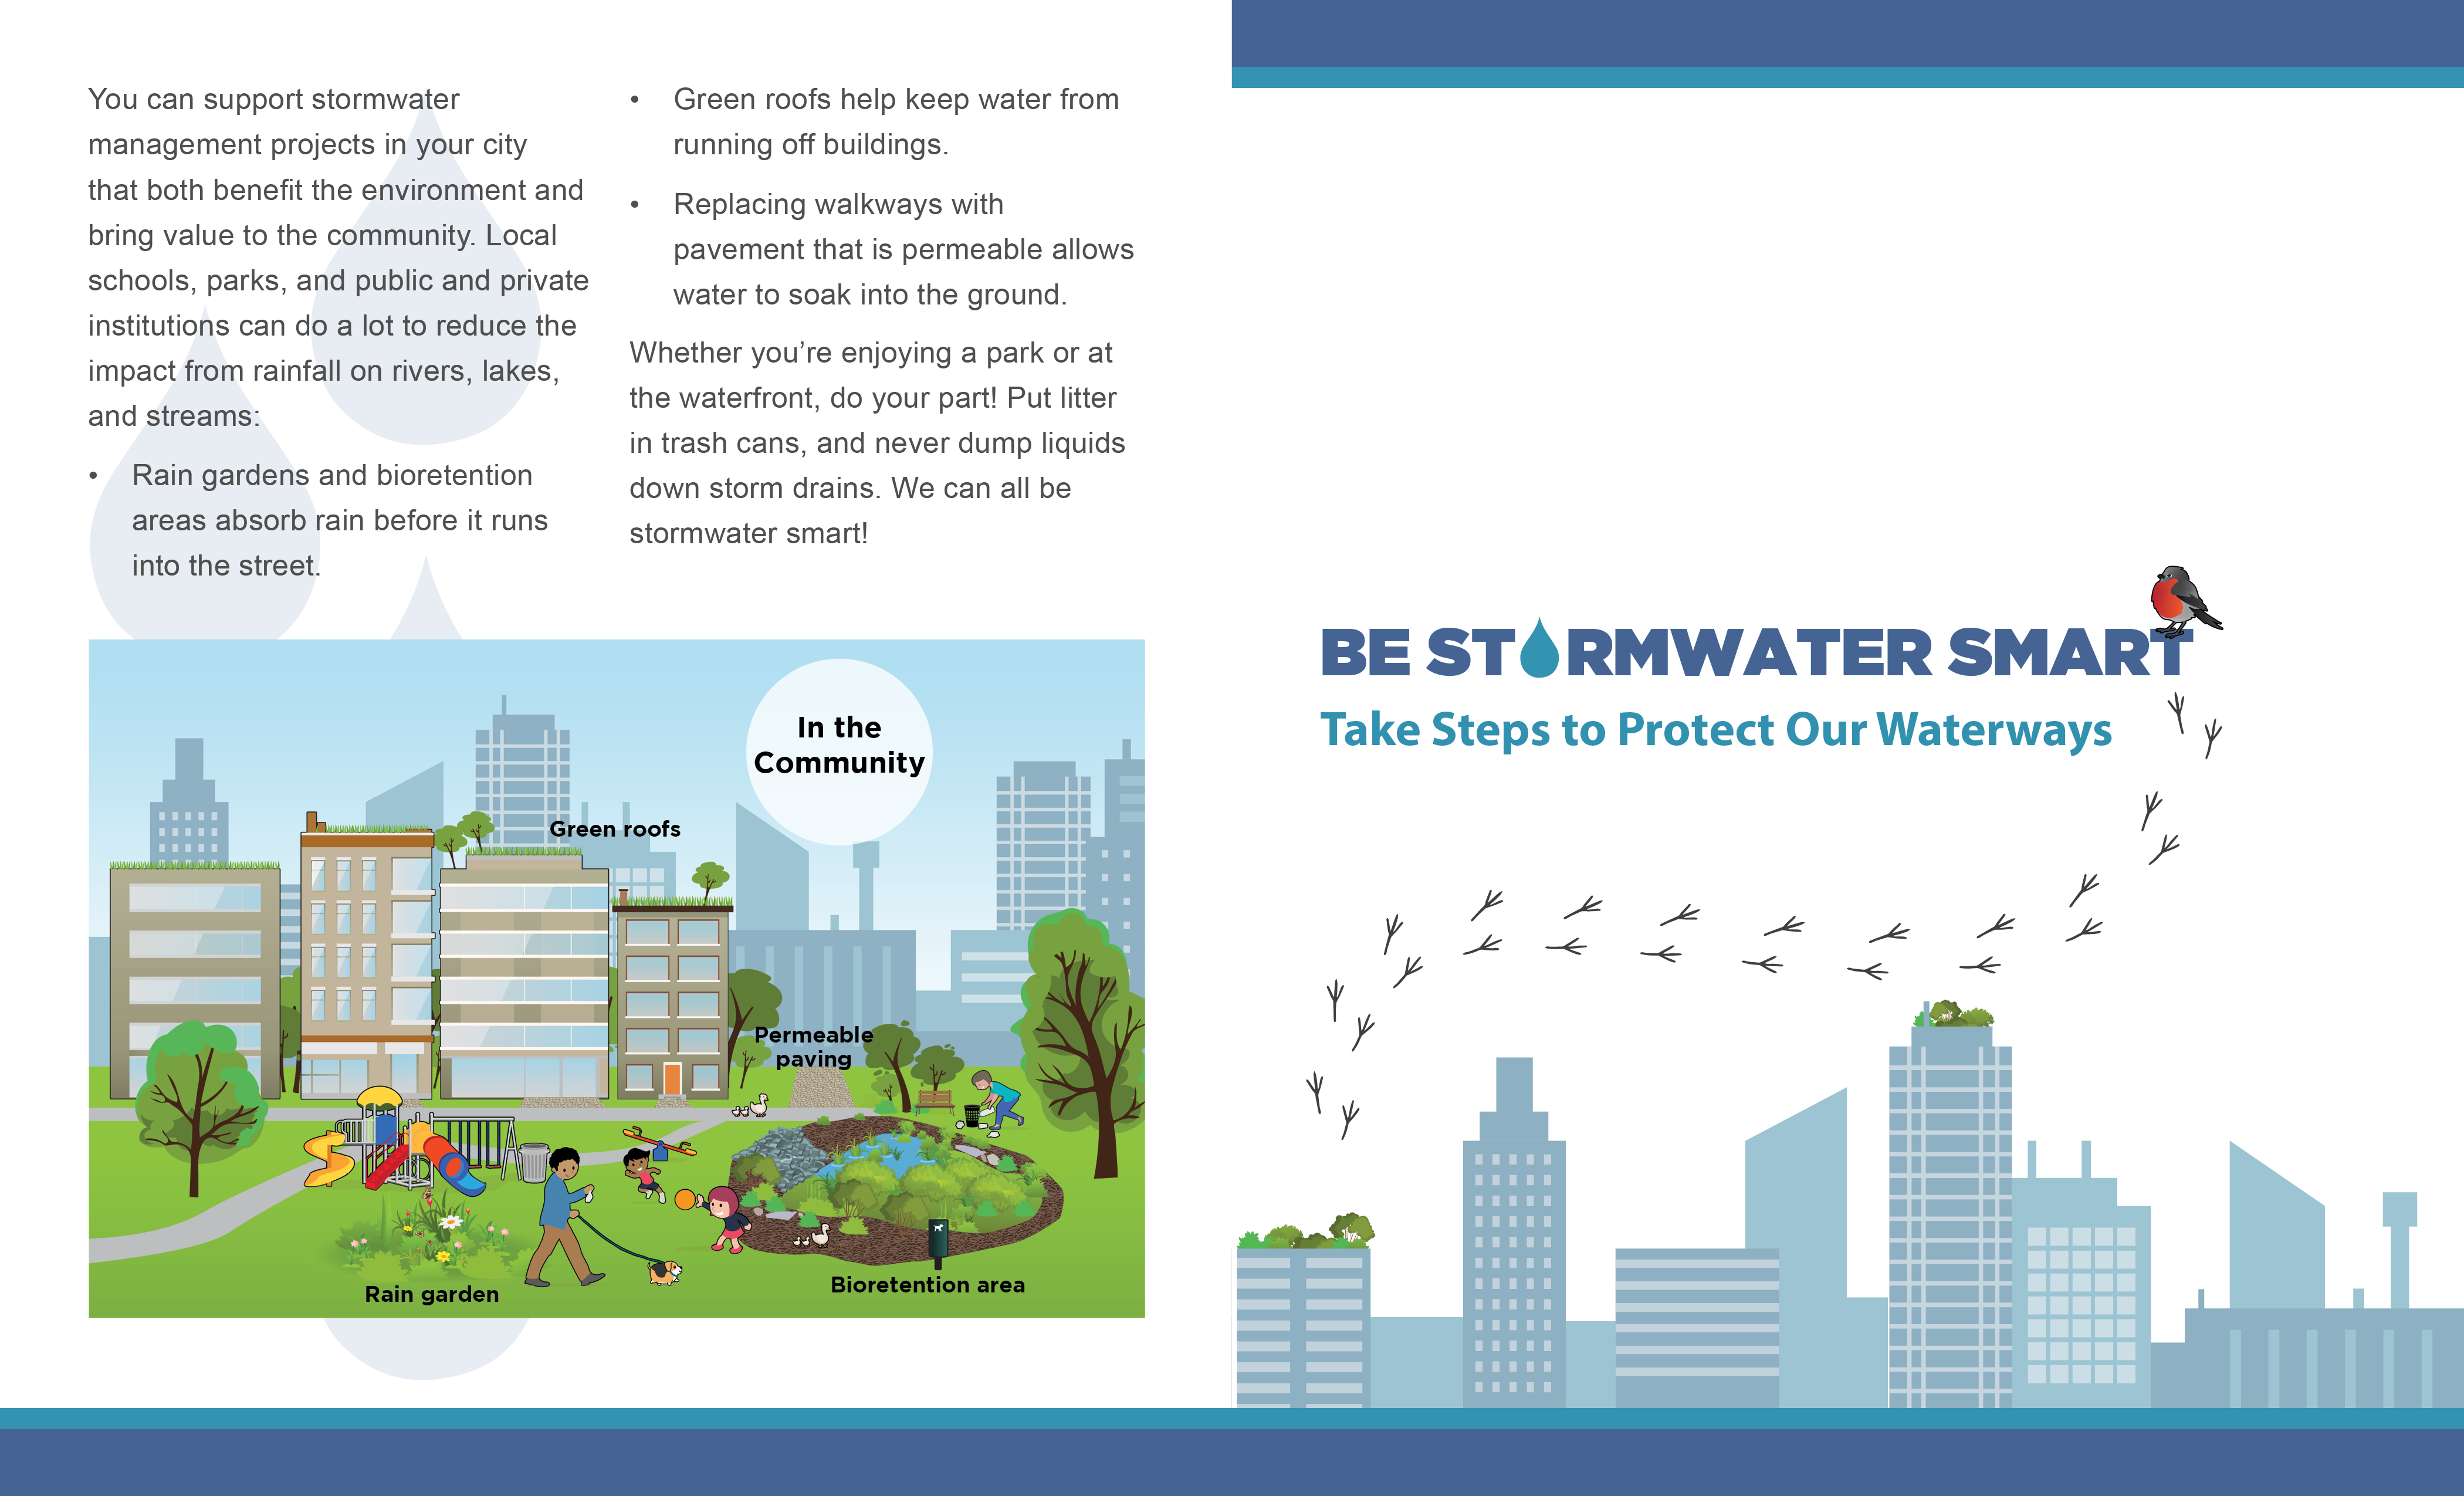 You can support stormwater
management projects in your city
that both benefit the environment and
bring value to the community. Local
schools, parks, and public and private
institutions can do a lot to reduce the
impact from rainfall on rivers, lakes,
and streams:
• Rain gardens and bioretention
areas absorb rain before it runs
into the street.
• Green roofs help keep water from
running off buildings.
• Replacing walkways with
pavement that is permeable allows
water to soak into the ground.
Whether you’re enjoying a park or at
the waterfront, do your part! Put litter
in trash cans, and never dump liquids
down storm drains. We can all be
stormwater smart!
In the
Community
Green roofs
Permeable
paving
Rain garden
Bioretention area
BE STORMWATER SMART
Take Steps to Protect Our Waterways